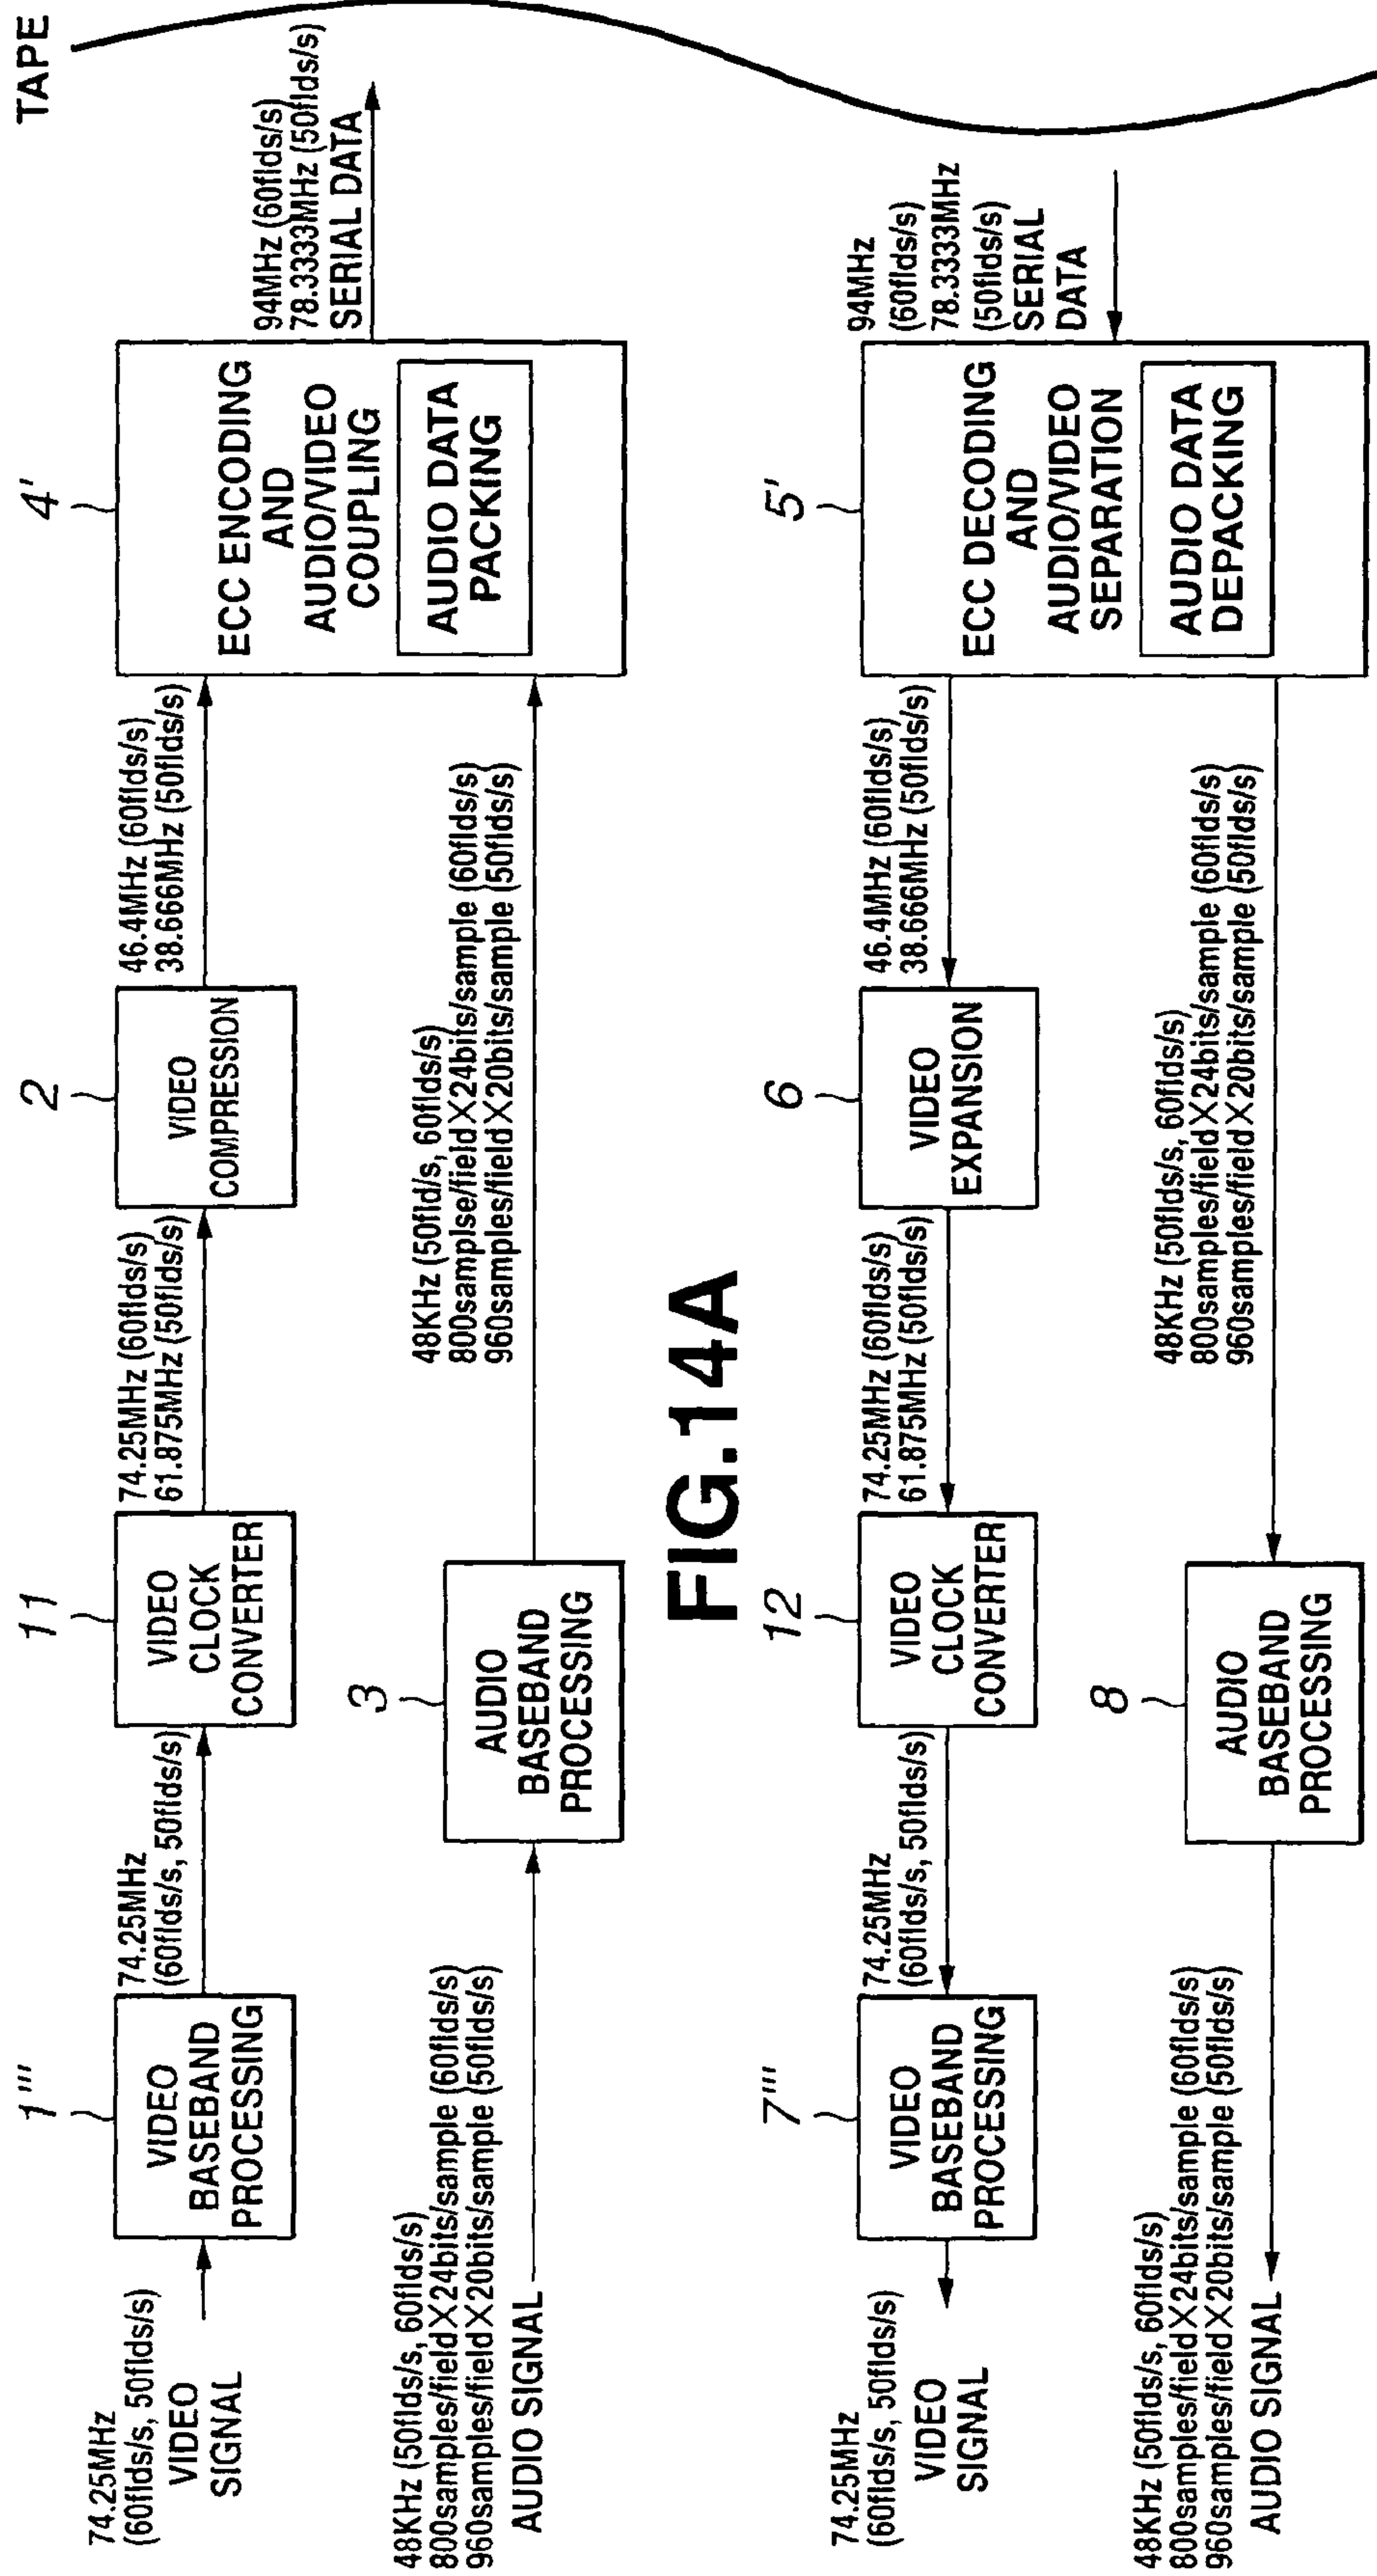 TAPE
1'''
11
2
4'
74.25MHz
(60flds/s, 50flds/s)
VIDEO
SIGNAL
VIDEO
BASEBAND
PROCESSING
74.25MHz
(60flds/s, 50flds/s)
VIDEO
CLOCK
CONVERTER
74.25MHz (60flds/s)
61.875MHz (50flds/s)
VIDEO
COMPRESSION
46.4MHz (60flds/s)
38.666MHz (50flds/s)
ECC ENCODING
AND
AUDIO/VIDEO
COUPLING
AUDIO DATA
PACKING
94MHz (60flds/s)
78.3333MHz (50flds/s)
SERIAL DATA
3
48KHz (50flds/s, 60flds/s)
800samples/field X 24bits/sample (60flds/s)
960samples/field X 20bits/sample (50flds/s)
AUDIO SIGNAL
AUDIO
BASEBAND
PROCESSING
48KHz (50fld/s, 60flds/s)
800samplse/field X 24bits/sample (60flds/s)
960samples/field X 20bits/sample (50flds/s)
FIG.14A
7'''
12
6
5'
74.25MHz
(60flds/s, 50flds/s)
VIDEO
SIGNAL
VIDEO
BASEBAND
PROCESSING
74.25MHz
(60flds/s, 50flds/s)
VIDEO
CLOCK
CONVERTER
74.25MHz (60flds/s)
61.875MHz (50flds/s)
VIDEO
EXPANSION
46.4MHz (60flds/s)
38.666MHz (50flds/s)
ECC DECODING
AND
AUDIO/VIDEO
SEPARATION
AUDIO DATA
DEPACKING
94MHz
(60flds/s)
78.3333MHz
(50flds/s)
SERIAL
DATA
8
48KHz (50flds/s, 60flds/s)
800samples/field X 24bits/sample (60flds/s)
960samples/field X 20bits/sample (50flds/s)
AUDIO SIGNAL
AUDIO
BASEBAND
PROCESSING
48KHz (50flds/s, 60flds/s)
800samples/field X 24bits/sample (60flds/s)
960samples/field X 20bits/sample (50flds/s)